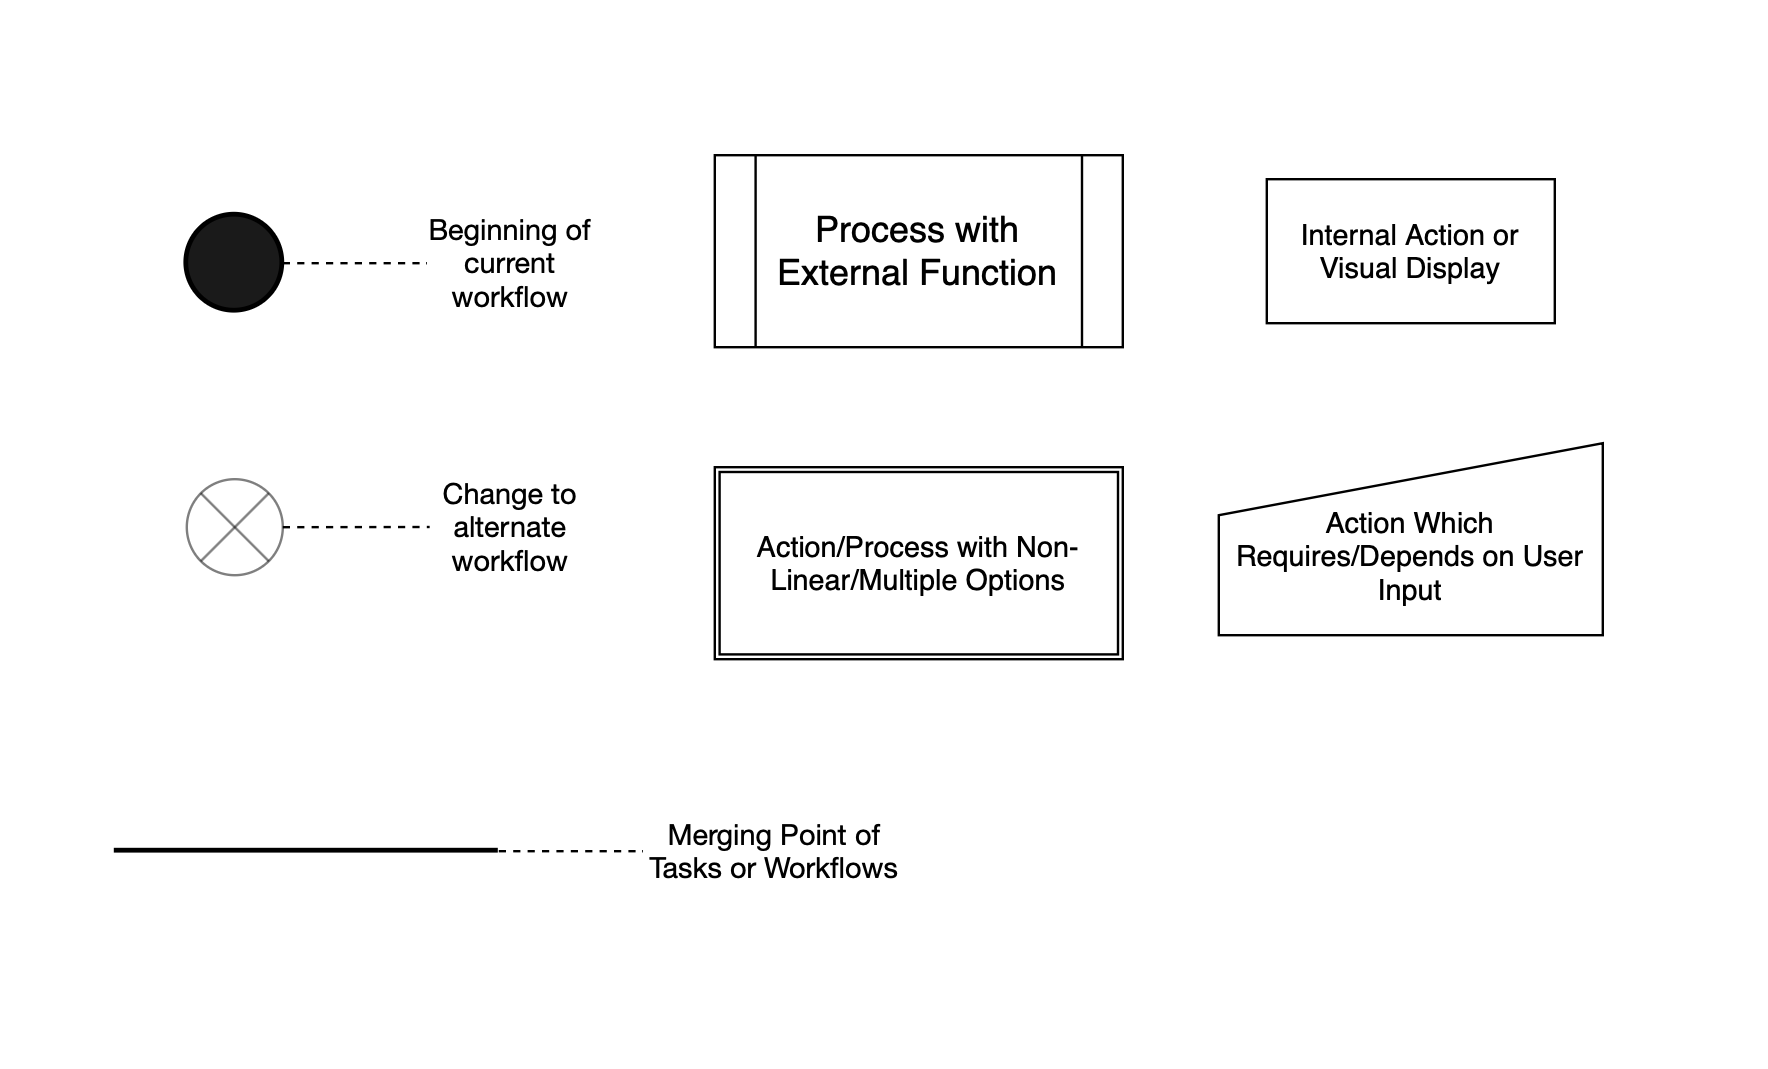 Beginning of
current
workflow
Process with
External Function
Internal Action or
Visual Display
Change to
alternate
workflow
Action/Process with Non-
Linear/Multiple Options
Action Which
Requires/Depends on User
Input
Merging Point of
Tasks or Workflows